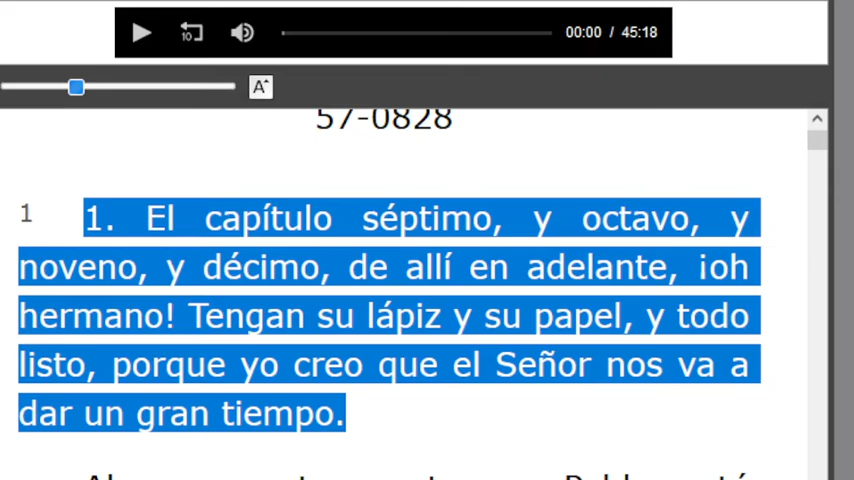 10
00:00 / 45:18
A
57-0828
1
1. El capítulo séptimo, y octavo, y
noveno, y décimo, de allí en adelante, ¡oh
hermano! Tengan su lápiz y su papel, y todo
listo, porque yo creo que el Señor nos va a
dar un gran tiempo.